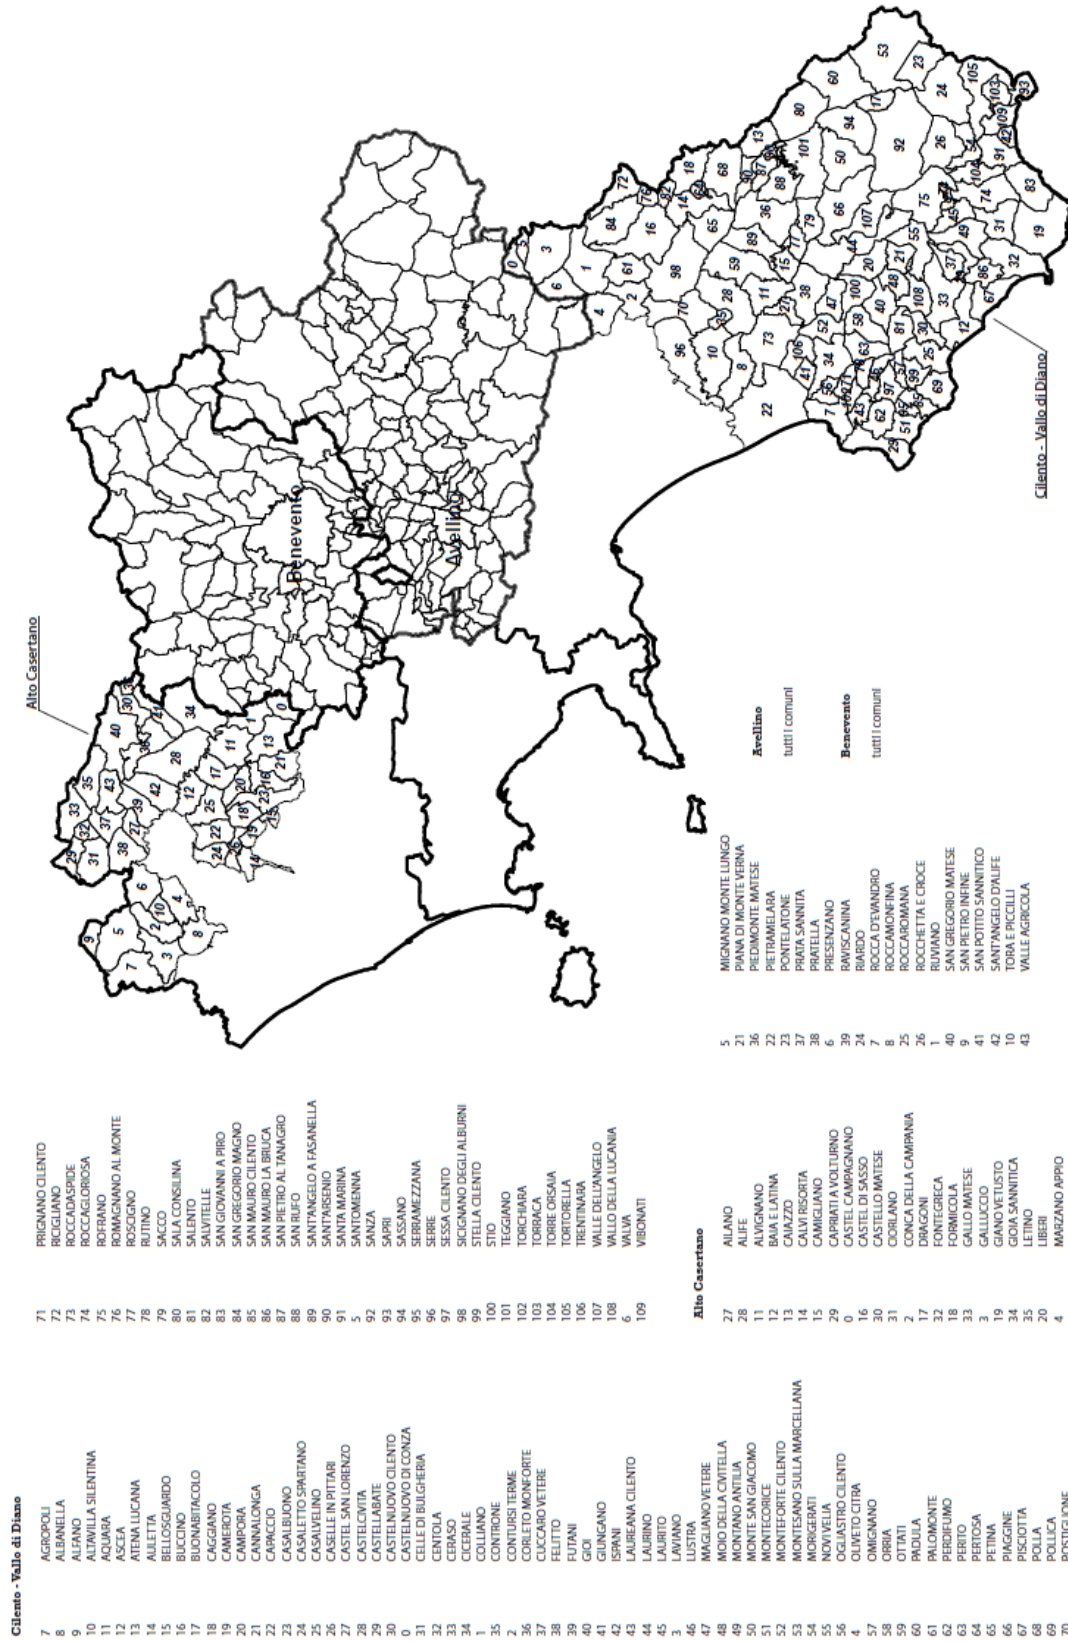 Cilento - Vallo di Diano
7 AGROPOLI
8 ALBANELLA
9 ALFANO
10 ALTAVILLA SILENTINA
11 AQUARA
12 ASCEA
13 ATENA LUCANA
14 AULETTA
15 BELLOSGUARDO
16 BUCCINO
17 BUONABITACOLO
18 CAGGIANO
19 CAMEROTA
20 CAMPORA
21 CANNALONGA
22 CAPACCIO
23 CASALBUONO
24 CASALETTO SPARTANO
25 CASALVELINO
26 CASELLE IN PITTARI
27 CASTEL SAN LORENZO
28 CASTELCIVITA
29 CASTELLABATE
30 CASTELNUOVO CILENTO
0 CASTELNUOVO DI CONZA
31 CELLE DI BULGHERIA
32 CENTOLA
33 CERASO
34 CICERALE
1 COLLIANO
35 CONTRONE
2 CONTURSI TERME
36 CORLETO MONFORTE
37 CUCCARO VETERE
38 FELITTO
39 FUTANI
40 GIOI
41 GIUNGANO
42 ISPANI
43 LAUREANA CILENTO
44 LAURINO
45 LAURITO
3 LAVIANO
46 LUSTRA
47 MAGLIANO VETERE
48 MOIO DELLA CIVITELLA
49 MONTANO ANTILIA
50 MONTE SAN GIACOMO
51 MONTECORICE
52 MONTEFORTE CILENTO
53 MONTESANO SULLA MARCELLANA
54 MORIGERATI
55 NOVI VELIA
56 OGLIASTRO CILENTO
4 OLIVETO CITRA
57 OMIGNANO
58 ORRIA
59 OTTATI
60 PADULA
61 PALOMONTE
62 PERDIFUMO
63 PERITO
64 PERTOSA
65 PETINA
66 PIAGGINE
67 PISCIOTTA
68 POLLA
69 POLLICA
70 POSTIGLIONE
71 PRIGNANO CILENTO
72 RICIGLIANO
73 ROCCADASPIDE
74 ROCCAGLORIOSA
75 ROFRANO
76 ROMAGNANO AL MONTE
77 ROSCIGNO
78 RUTINO
79 SACCO
80 SALA CONSILINA
81 SALENTO
82 SALVITELLE
83 SAN GIOVANNI A PIRO
84 SAN GREGORIO MAGNO
85 SAN MAURO CILENTO
86 SAN MAURO LA BRUCA
87 SAN PIETRO AL TANAGRO
88 SAN RUFO
89 SANT'ANGELO A FASANELLA
90 SANT'ARSENIO
91 SANTA MARINA
5 SANTOMENNA
92 SANZA
93 SAPRI
94 SASSANO
95 SERRAMEZZANA
96 SERRE
97 SESSA CILENTO
98 SICIGNANO DEGLI ALBURNI
99 STELLA CILENTO
100 STIO
101 TEGGIANO
102 TORCHIARA
103 TORRACA
104 TORRE ORSAIA
105 TORTORELLA
106 TRENTINARA
107 VALLE DELL'ANGELO
108 VALLO DELLA LUCANIA
6 VALVA
109 VIBONATI
Alto Casertano
27 AILANO
28 ALIFE
11 ALVIGNANO
12 BAIA E LATINA
13 CAIAZZO
14 CALVI RISORTA
15 CAMIGLIANO
29 CAPRIATI A VOLTURNO
0 CASTEL CAMPAGNANO
16 CASTEL DI SASSO
30 CASTELLO MATESE
31 CIORLANO
2 CONCA DELLA CAMPANIA
17 DRAGONI
32 FONTEGRECA
18 FORMICOLA
33 GALLO MATESE
3 GALLUCCIO
19 GIANO VETUSTO
34 GIOIA SANNITICA
35 LETINO
20 LIBERI
4 MARZANO APPIO
5 MIGNANO MONTE LUNGO
21 PIANA DI MONTE VERNA
36 PIEDIMONTE MATESE
22 PIETRAMELARA
23 PONTELATONE
37 PRATA SANNITA
38 PRATELLA
6 PRESENZANO
39 RAVISCANINA
24 RIARDO
7 ROCCA D'EVANDRO
8 ROCCAMONFINA
25 ROCCAROMANA
26 ROCCHETTA E CROCE
1 RUVIANO
40 SAN GREGORIO MATESE
9 SAN PIETRO INFINE
41 SAN POTITO SANNITICO
42 SANT'ANGELO D'ALIFE
10 TORA E PICCILLI
43 VALLE AGRICOLA
Avellino
tutti i comuni
Benevento
tutti i comuni
Alto Casertano
Benevento
Avellino
Cilento - Vallo di Diano